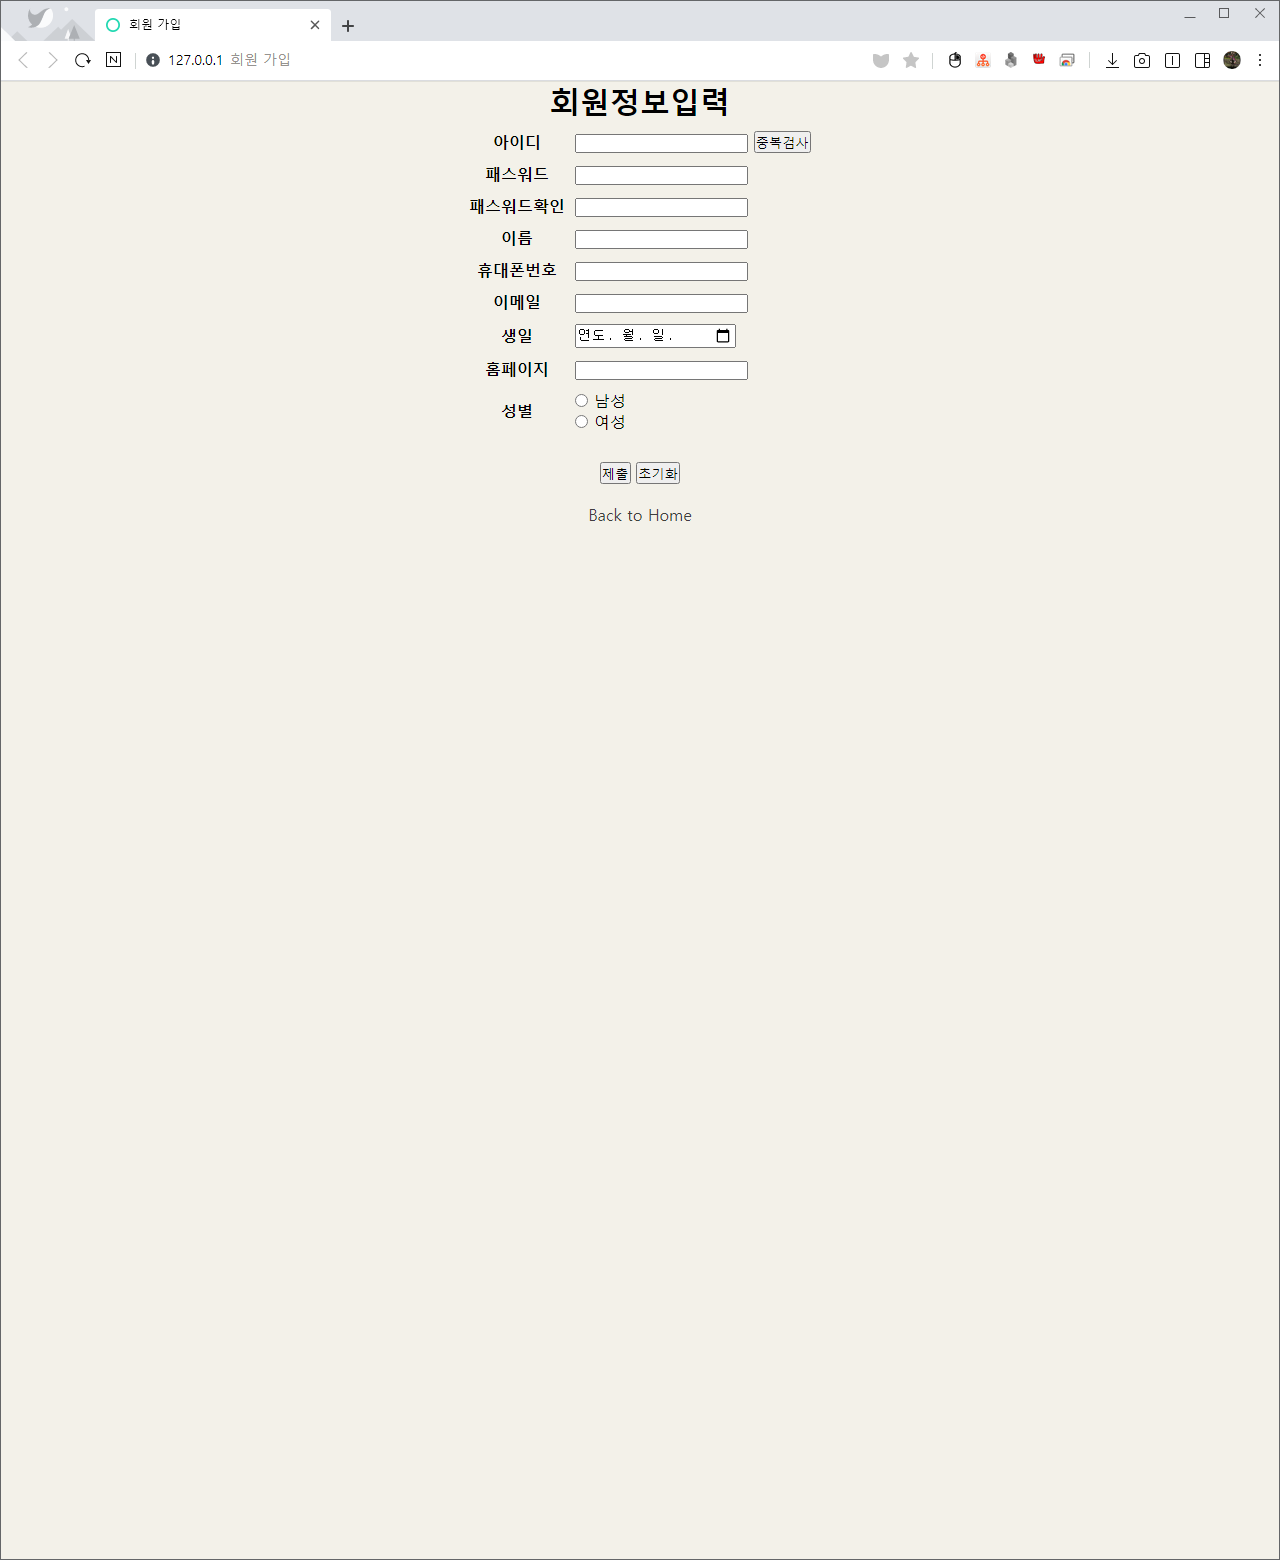 회원 가입
127.0.0.1 회원 가입
회원정보입력
아이디 중복검사
패스워드
패스워드확인
이름
휴대폰번호
이메일
생일 연도. 월. 일.
홈페이지
성별 남성
여성
제출 초기화
Back to Home